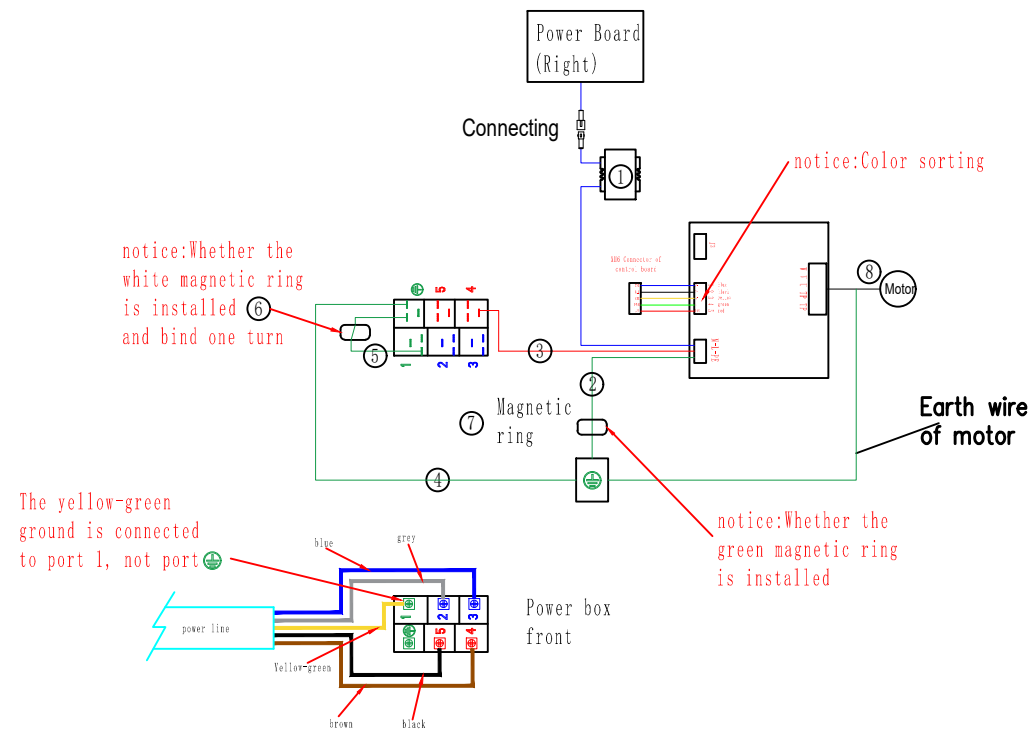 Power Board
(Right)
Connecting
1
notice:Color sorting
notice:Whether the
white magnetic ring
is installed
and bind one turn
6
5
5
4
1
2
3
3
2
7
Magnetic
ring
4
8
Motor
N-L-PE
green
red
Earth wire
of motor
notice:Whether the
green magnetic ring
is installed
The yellow-green
ground is connected
to port 1, not port
blue
grey
power line
1
2
3
5
4
Power box
front
Yellow-green
brown
black